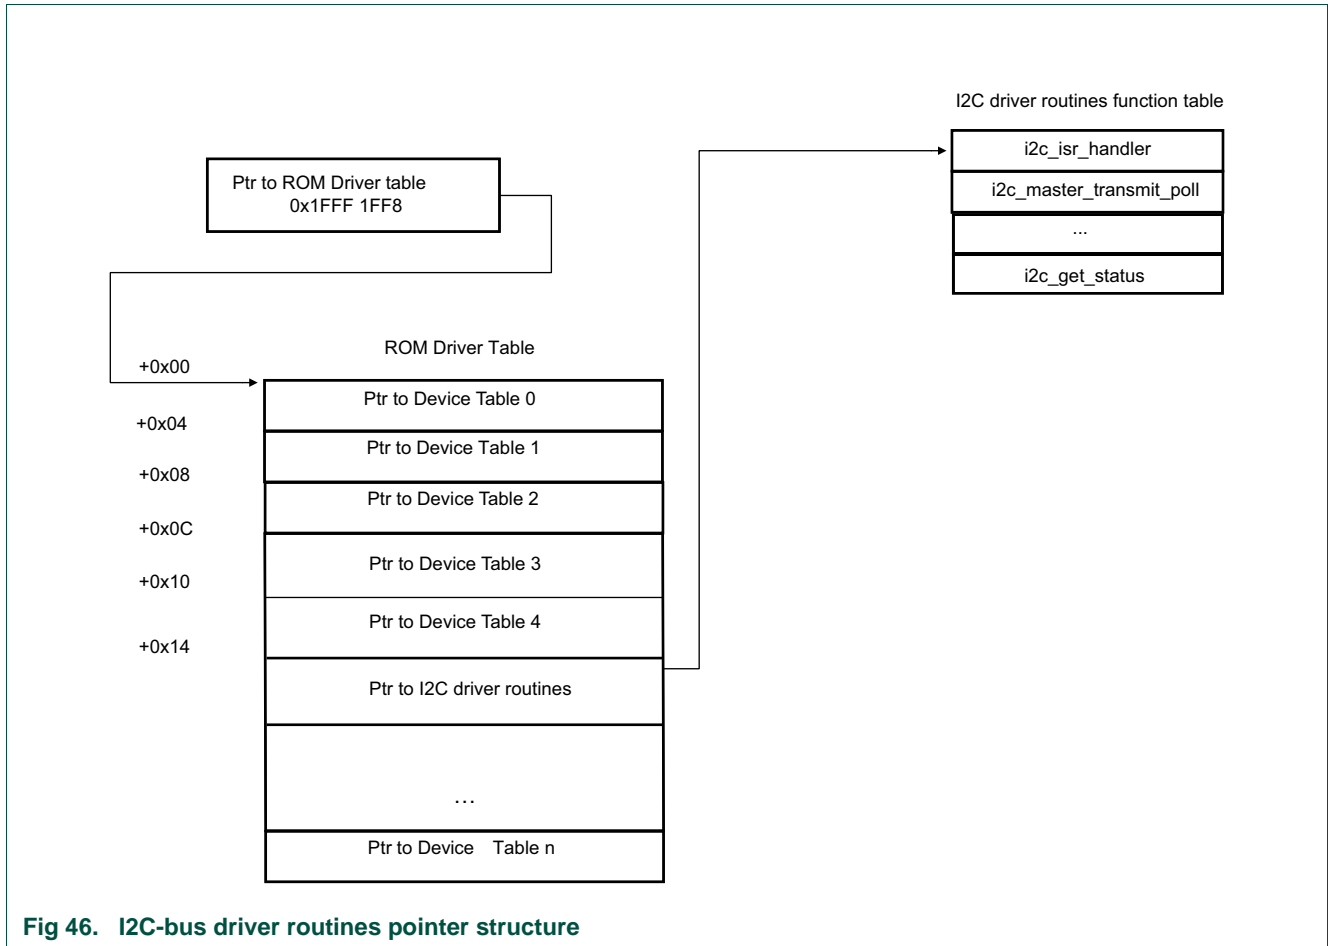 I2C driver routines function table
i2c_isr_handler
i2c_master_transmit_poll
...
i2c_get_status
Ptr to ROM Driver table
0x1FFF 1FF8
ROM Driver Table
+0x00
Ptr to Device Table 0
+0x04
Ptr to Device Table 1
+0x08
Ptr to Device Table 2
+0x0C
Ptr to Device Table 3
+0x10
Ptr to Device Table 4
+0x14
Ptr to I2C driver routines
...
Ptr to Device Table n
Fig 46. I2C-bus driver routines pointer structure